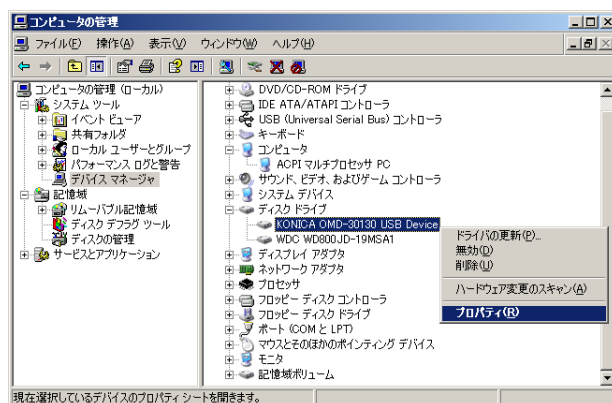 コンピュータの管理
ファイル(F) 操作(A) 表示(V) ウィンドウ(W) ヘルプ(H)
コンピュータの管理 (ローカル)
システム ツール
イベント ビューア
共有フォルダ
ローカル ユーザーとグループ
パフォーマンス ログと警告
デバイス マネージャ
記憶域
リムーバブル記憶域
ディスク デフラグ ツール
ディスクの管理
サービスとアプリケーション
DVD/CD-ROM ドライブ
IDE ATA/ATAPI コントローラ
USB (Universal Serial Bus) コントローラ
キーボード
コンピュータ
ACPI マルチプロセッサ PC
サウンド、ビデオ、およびゲーム コントローラ
システム デバイス
ディスク ドライブ
KONICA OMD-30130 USB Device
WDC WD800JD-19MSA1
ディスプレイ アダプタ
ネットワーク アダプタ
プロセッサ
フロッピー ディスク コントローラ
フロッピー ディスク ドライブ
ポート (COM と LPT)
マウスとそのほかのポインティング デバイス
モニタ
記憶域ボリューム
ドライバの更新(P)...
無効(D)
削除(U)
ハードウェア変更のスキャン(A)
プロパティ(R)
現在選択しているデバイスのプロパティ シートを開きます。